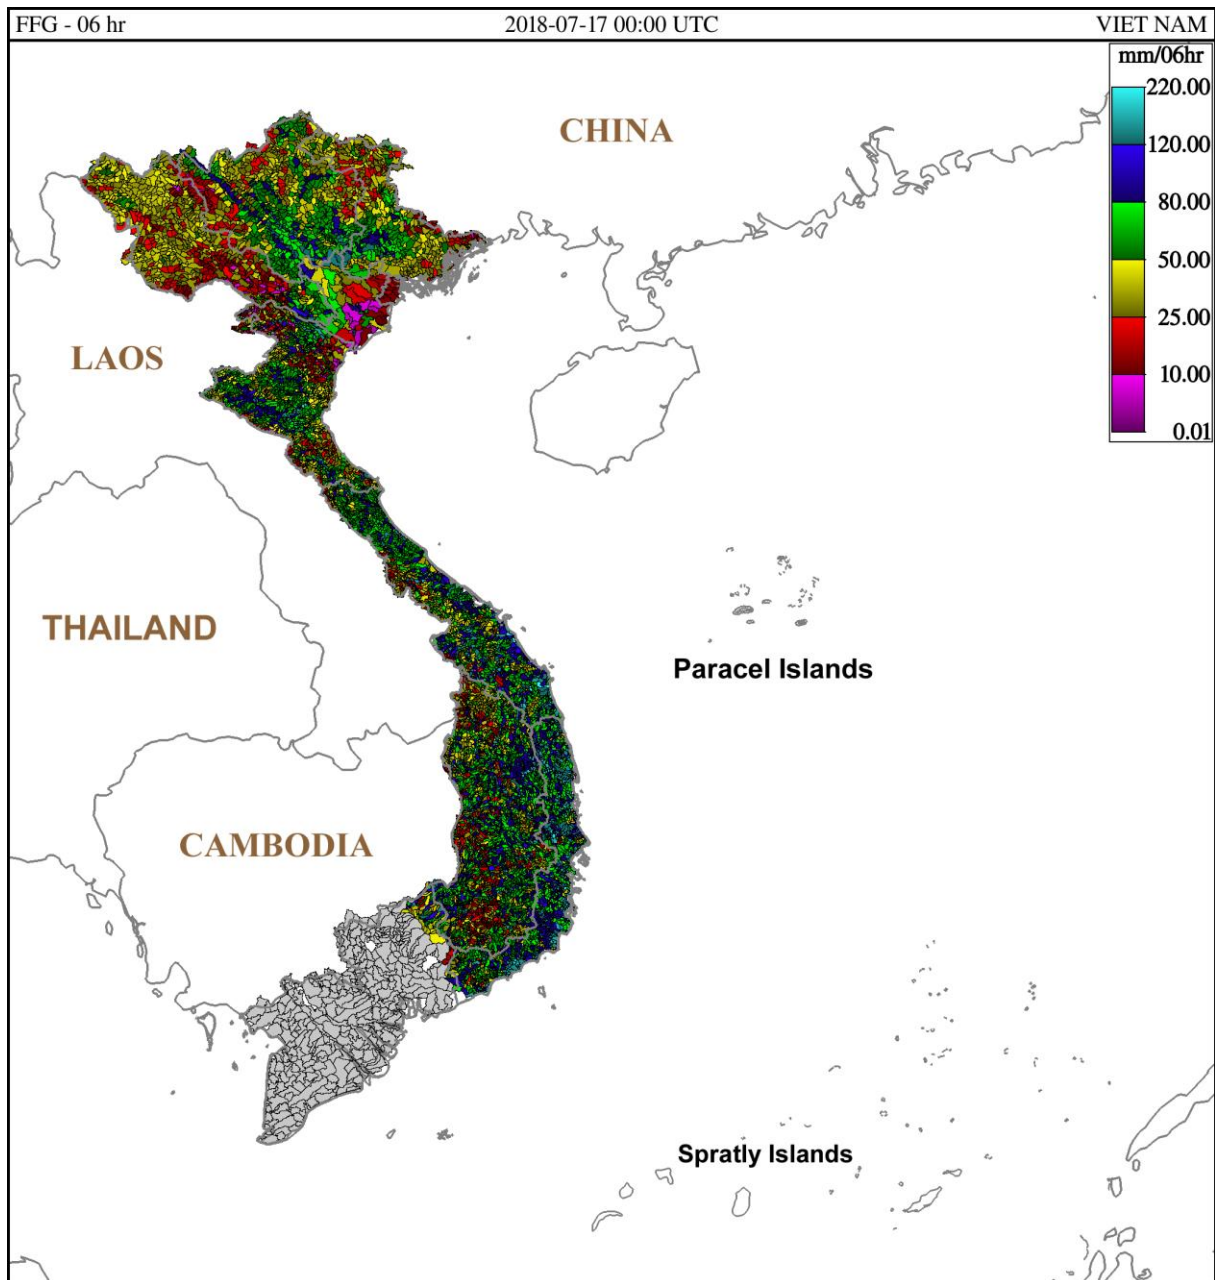 FFG - 06 hr
2018-07-17 00:00 UTC
VIET NAM
mm/06hr
220.00
120.00
80.00
50.00
25.00
10.00
0.01
CHINA
LAOS
THAILAND
Paracel Islands
CAMBODIA
Spratly Islands